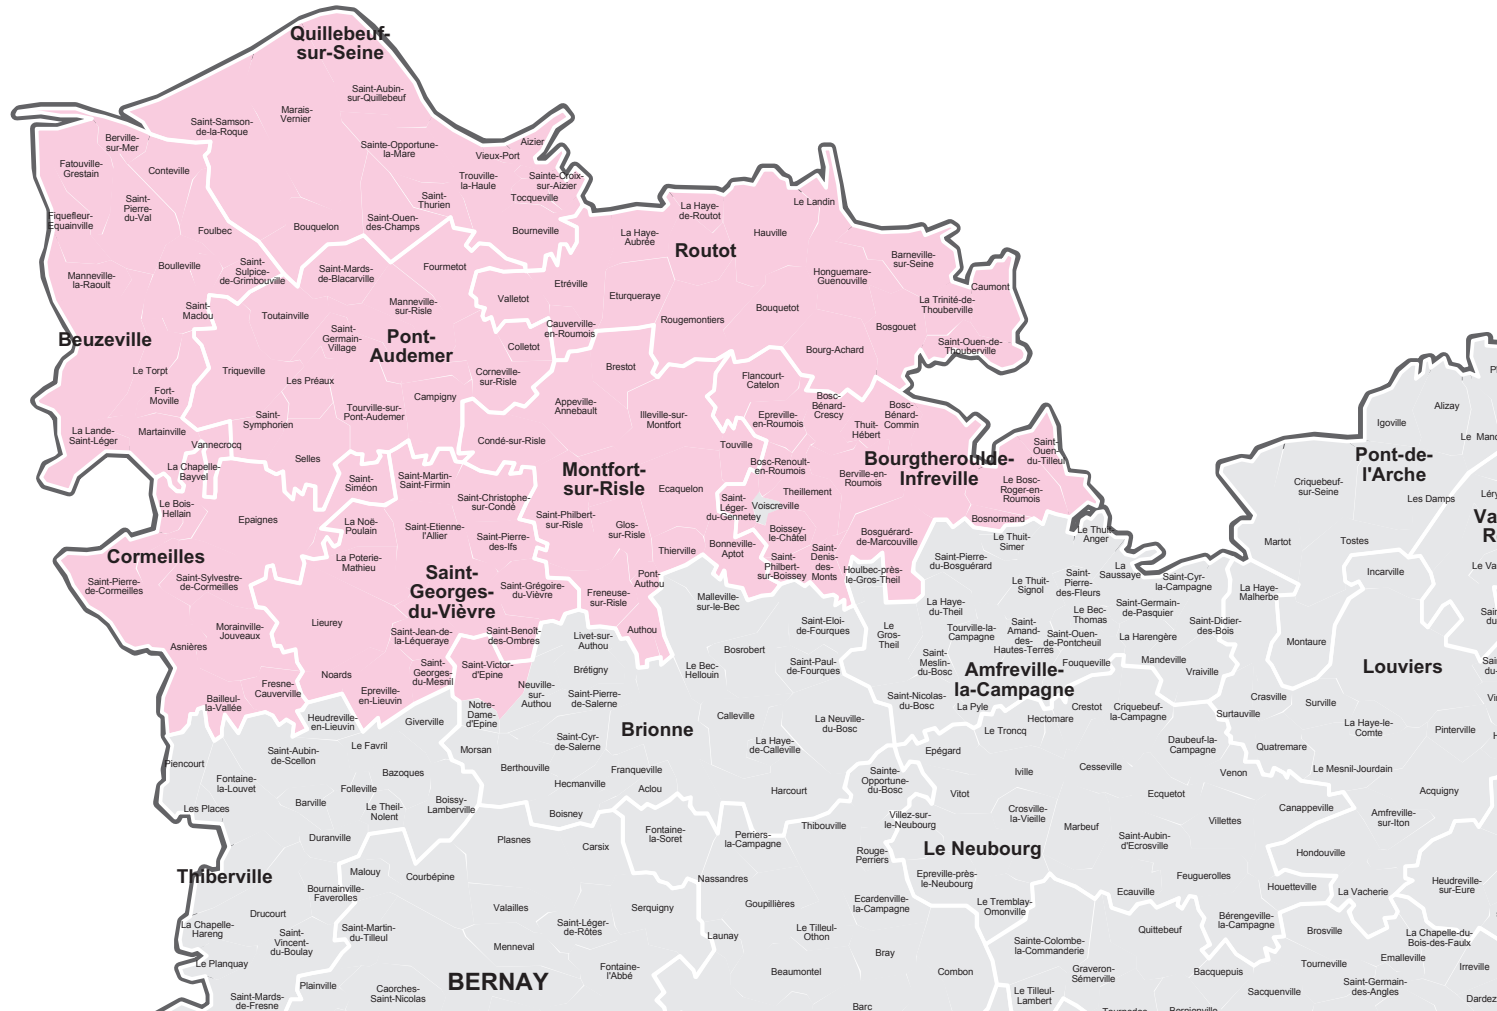 Quillebeuf-
sur-Seine
Saint-Aubin-
sur-Quillebeuf
Marais-
Vernier
Saint-Samson-
de-la-Roque
Berville-
sur-Mer
Sainte-Opportune-
la-Mare
Aizier
Vieux-Port
Fatouville-
Grestain
Conteville
Trouville-
la-Haule
Sainte-Croix-
sur-Aizier
Tocqueville
Saint-
Pierre-
du-Val
Saint-
Thurien
Fiquefleur-
Equainville
Foulbec
Bouquelon
Saint-Ouen-
des-Champs
Bourneville
La Haye-
de-Routot
Le Landin
La Haye-
Aubrée
Hauville
Routot
Barneville-
sur-Seine
Manneville-
la-Raoult
Boulleville
Saint-
Sulpice-
de-Grimbouville
Saint-Mards-
de-Blacarville
Fourmetot
Etréville
Honguemare-
Guenouville
Caumont
Saint-
Maclou
Toutainville
Manneville-
sur-Risle
Valletot
Eturqueraye
Rougemontiers
Bouquetot
La Trinité-de-
Thouberville
Bosgouet
Beuzeville
Saint-
Germain-
Village
Pont-
Audemer
Cauverville-
en-Roumois
Colletot
Bourg-Achard
Saint-Ouen-de-
Thouberville
Le Torpt
Triqueville
Les Préaux
Corneville-
sur-Risle
Brestot
Flancourt-
Catelon
Fort-
Moville
Tourville-sur-
Pont-Audemer
Campigny
Appeville-
Annebault
Illeville-sur-
Montfort
Epreville-
en-Roumois
Bosc-
Bénard-
Crescy
Bosc-
Bénard-
Commin
Thuit-
Hébert
La Lande-
Saint-Léger
Martainville
Vannecrocq
Saint-
Symphorien
Selles
Condé-sur-Risle
Touville
Bosc-Renoult-
en-Roumois
Bourgtheroulde-
Infreville
Saint-
Ouen-
du-Tilleul
La Chapelle-
Bayvel
Saint-
Siméon
Saint-Martin-
Saint-Firmin
Montfort-
sur-Risle
Ecaquelon
Berville-en-
Roumois
Theillement
Le Bosc-
Roger-en-
Roumois
Le Bois-
Hellain
Epaignes
Saint-Christophe-
sur-Condé
Saint-
Léger-
du-Gennetey
Voiscreville
Bosnormand
La Noë-
Poulain
Saint-Etienne-
l'Allier
Saint-Philbert-
sur-Risle
Glos-
sur-Risle
Boissey-
le-Châtel
Bosguérard-
de-Marcouville
Saint-Pierre-
des-Ifs
Thierville
Bonneville-
Aptot
Cormeilles
La Poterie-
Mathieu
Saint-
Philbert-
sur-Boissey
Saint-
Denis-
des-
Monts
Houlbec-près-
le-Gros-Theil
Saint-Pierre-
de-Cormeilles
Saint-Sylvestre-
de-Cormeilles
Saint-
Georges-
du-Vièvre
Saint-Grégoire-
du-Vièvre
Freneuse-
sur-Risle
Pont-
Authou
Authou
Morainville-
Jouveaux
Lieurey
Saint-Jean-de-
la-Léqueraye
Saint-Benoît-
des-Ombres
Asnières
Saint-
Georges-
du-Mesnil
Saint-Victor-
d'Epine
Noards
Fresne-
Cauverville
Epreville-
en-Lieuvin
Bailleul-
la-Vallée
Igoville
Alizay
Le Mano
Pont-de-
l'Arche
Criquebeuf-
sur-Seine
Les Damps
Léry
Va
R
Martot
Tostes
Incarville
Le Va
Le Thuit-
Anger
Le Thuit-
Simer
Saint-Pierre-
du-Bosguérard
La
Saussaye
Saint-Cyr-
la-Campagne
Le Thuit-
Signol
Saint-
Pierre-
des-Fleurs
La Haye-
Malherbe
Malleville-
sur-le-Bec
Saint-Eloi-
de-Fourques
La Haye-
du-Theil
Le Bec-
Thomas
Saint-Germain-
de-Pasquier
Saint-Didier-
des-Bois
Le
Gros-
Theil
Tourville-la-
Campagne
Saint-
Amand-
des-
Hautes-Terres
Saint-Ouen-
de-Pontcheuil
La Harengère
Montaure
Livet-sur-
Authou
Bosrobert
Saint-
Meslin-
du-Bosc
Amfreville-
la-Campagne
Fouqueville
Mandeville
Vraiville
Louviers
Brétigny
Le Bec-
Hellouin
Saint-Paul-
de-Fourques
Neuville-
sur-
Authou
Saint-Pierre-
de-Salerne
Saint-Nicolas-
du-Bosc
La Pyle
Crestot
Criquebeuf-
la-Campagne
Surtauville
Crasville
Surville
La Haye-le-
Comte
Pinterville
Notre-
Dame-
d'Epine
Calleville
La Neuville-
du-Bosc
Hectomare
Le Troncq
Heudreville-
en-Lieuvin
Giverville
Brionne
Saint-Cyr-
de-Salerne
La Haye-
de-Calleville
Epégard
Daubeuf-la-
Campagne
Quatremare
Le Mesnil-Jourdain
Piencourt
Saint-Aubin-
de-Scellon
Le Favril
Morsan
Berthouville
Franqueville
Hecmanville
Aclou
Sainte-
Opportune-
du-Bosc
Iville
Cesseville
Venon
Bazoques
Fontaine-
la-Louvet
Folleville
Harcourt
Vitot
Ecquetot
Acquigny
Les Places
Barville
Le Theil-
Nolent
Boissy-
Lamberville
Boisney
Thibouville
Villez-sur-
le-Neubourg
Crosville-
la-Vieille
Canappeville
Amfreville-
sur-Iton
Duranville
Plasnes
Carsix
Fontaine-
la-Soret
Perriers-
la-Campagne
Marbeuf
Saint-Aubin-
d'Ecrosville
Villettes
Rouge-
Perriers
Le Neubourg
Hondouville
Thiberville
Malouy
Courbépine
Nassandres
Epreville-près-
le-Neubourg
Feuguerolles
Ecauville
Houetteville
La Vacherie
Heudreville-
sur-Eure
Bournainville-
Faverolles
Valailles
Serquigny
Goupillières
Ecardenville-
la-Campagne
Le Tremblay-
Omonville
Drucourt
La Chapelle-
Hareng
Saint-Martin-
du-Tilleul
Saint-Léger-
de-Rôtes
Bérengeville-
la-Campagne
Brosville
La Chapelle-du-
Bois-des-Faulx
Quittebeuf
Saint-
Vincent-
du-Boulay
Menneval
Launay
Le Tilleul-
Othon
Sainte-Colombe-
la-Commanderie
Bray
Le Planquay
Fontaine-
l'Abbé
Beaumontel
Combon
Graveron-
Sémerville
Bacquepuis
Tourneville
Emalleville
Irreville
BERNAY
Plainville
Caorches-
Saint-Nicolas
Le Tilleul-
Lambert
Sacquenville
Saint-Germain-
des-Angles
Dardez
Saint-Mards-
de-Fresne
Barc